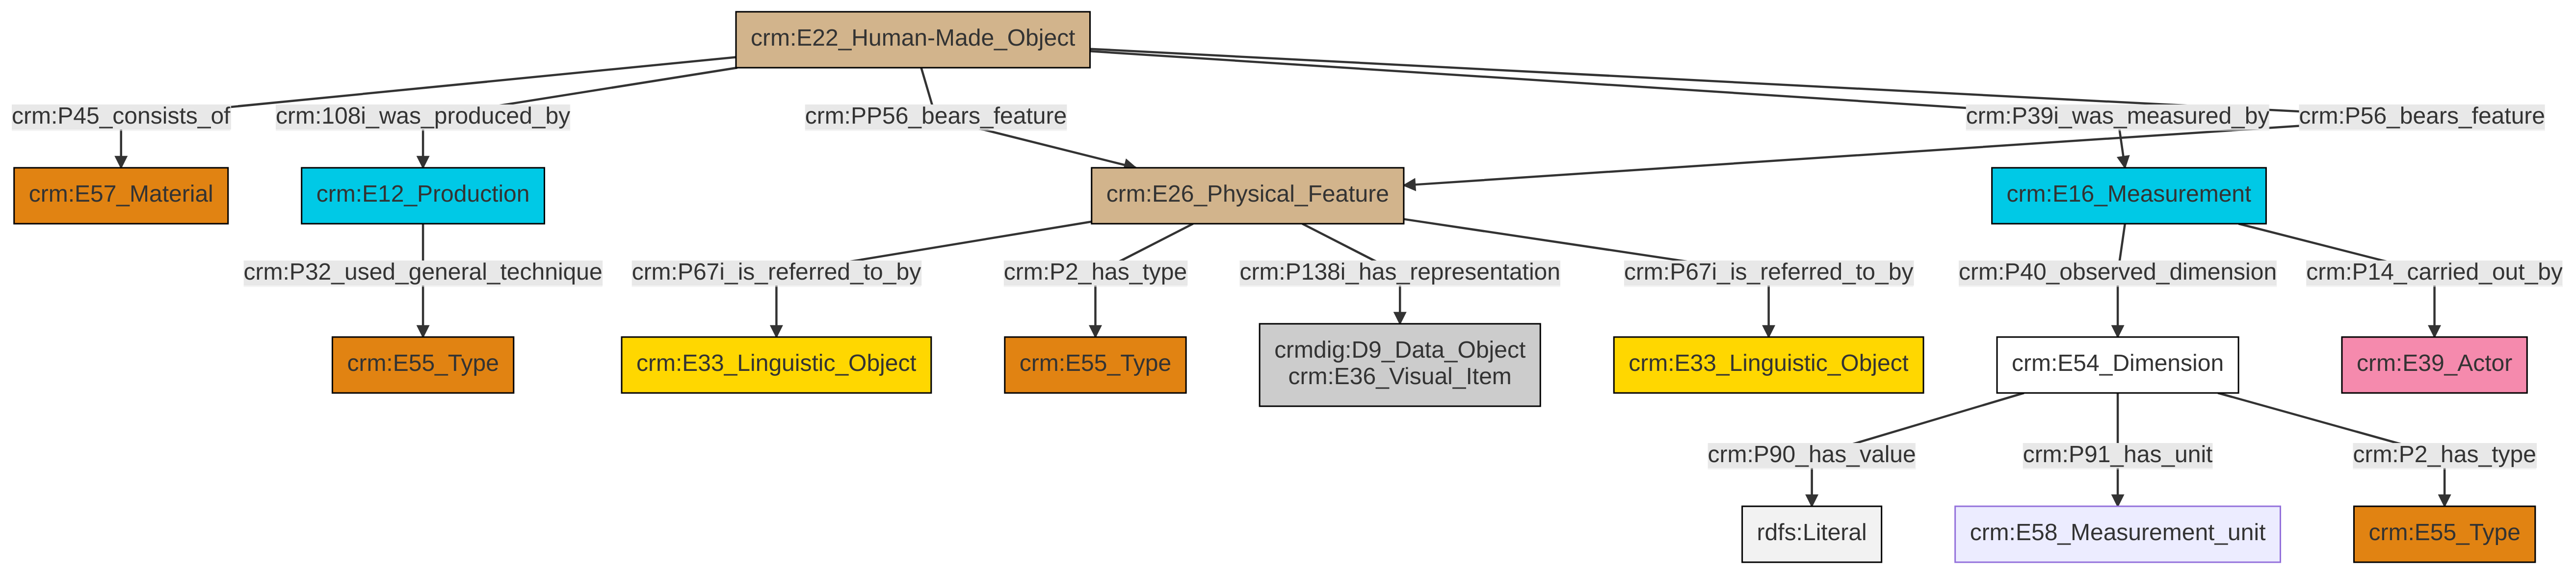 crm:E22_Human-Made_Object
crm:P45_consists_of
crm:108i_was_produced_by
crm:PP56_bears_feature
crm:P39i_was_measured_by
crm:P56_bears_feature
crm:E57_Material
crm:E12_Production
crm:E26_Physical_Feature
crm:E16_Measurement
crm:P32_used_general_technique
crm:P67i_is_referred_to_by
crm:P2_has_type
crm:P138i_has_representation
crm:P67i_is_referred_to_by
crm:P40_observed_dimension
crm:P14_carried_out_by
crm:E55_Type
crm:E33_Linguistic_Object
crm:E55_Type
crmdig:D9_Data_Object
crm:E36_Visual_Item
crm:E33_Linguistic_Object
crm:E54_Dimension
crm:E39_Actor
crm:P90_has_value
crm:P91_has_unit
crm:P2_has_type
rdfs:Literal
crm:E58_Measurement_unit
crm:E55_Type